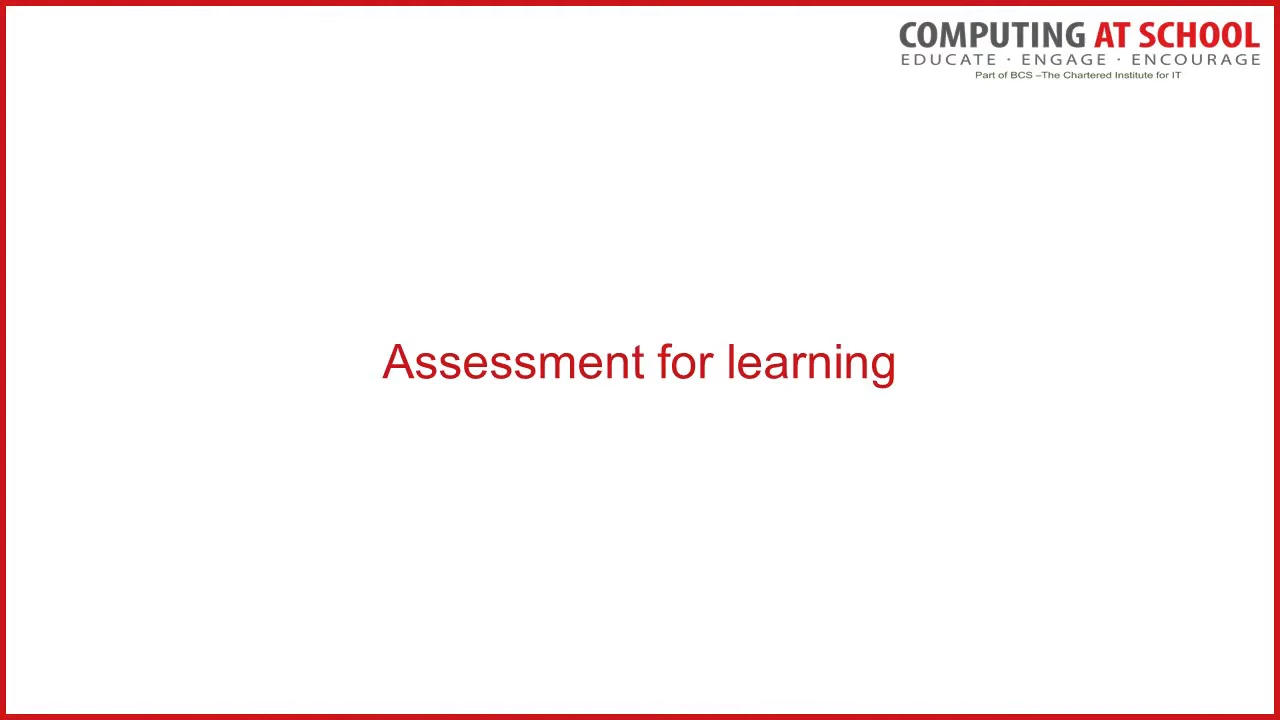 COMPUTING AT SCHOOL
EDUCATE · ENGAGE · ENCOURAGE
Part of BCS –The Chartered Institute for IT
Assessment for learning